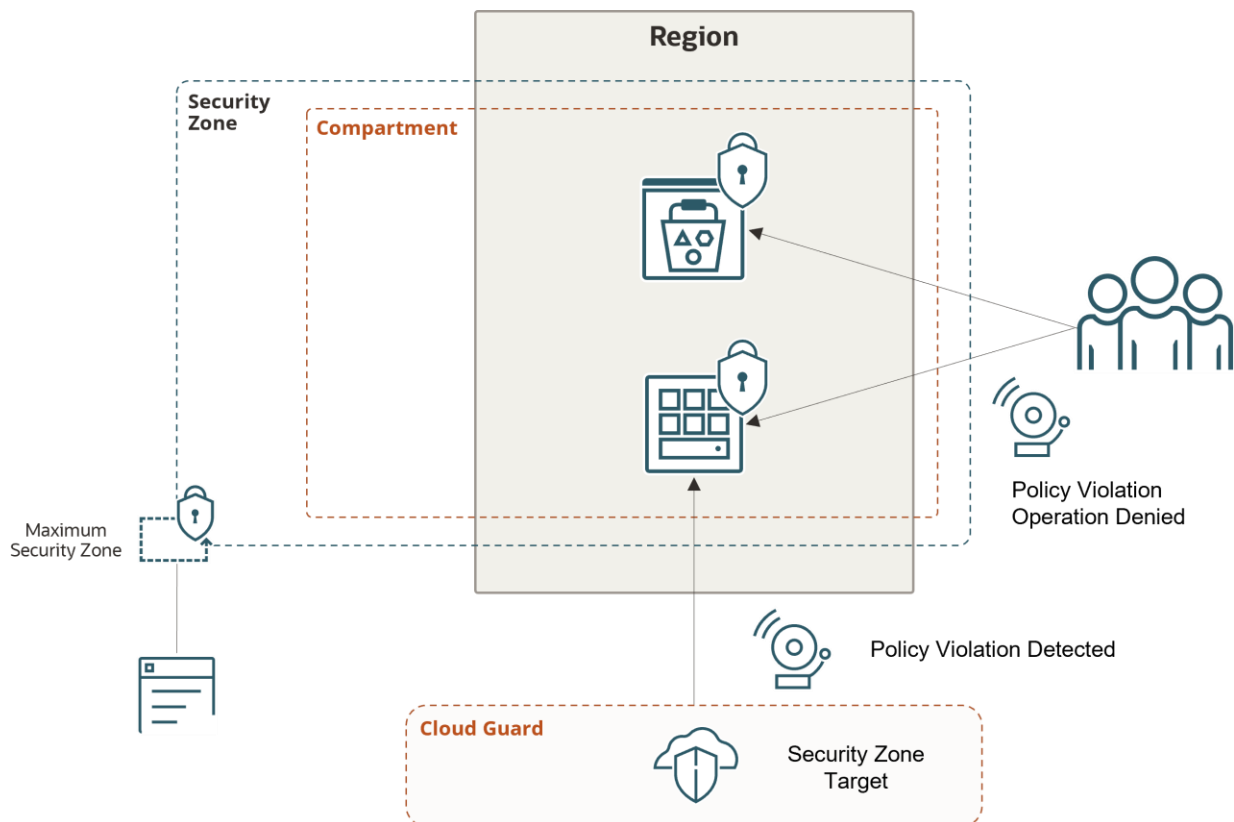 Region
Security
Zone
Compartment
Policy Violation
Operation Denied
Maximum
Security Zone
Policy Violation Detected
Cloud Guard
Security Zone
Target